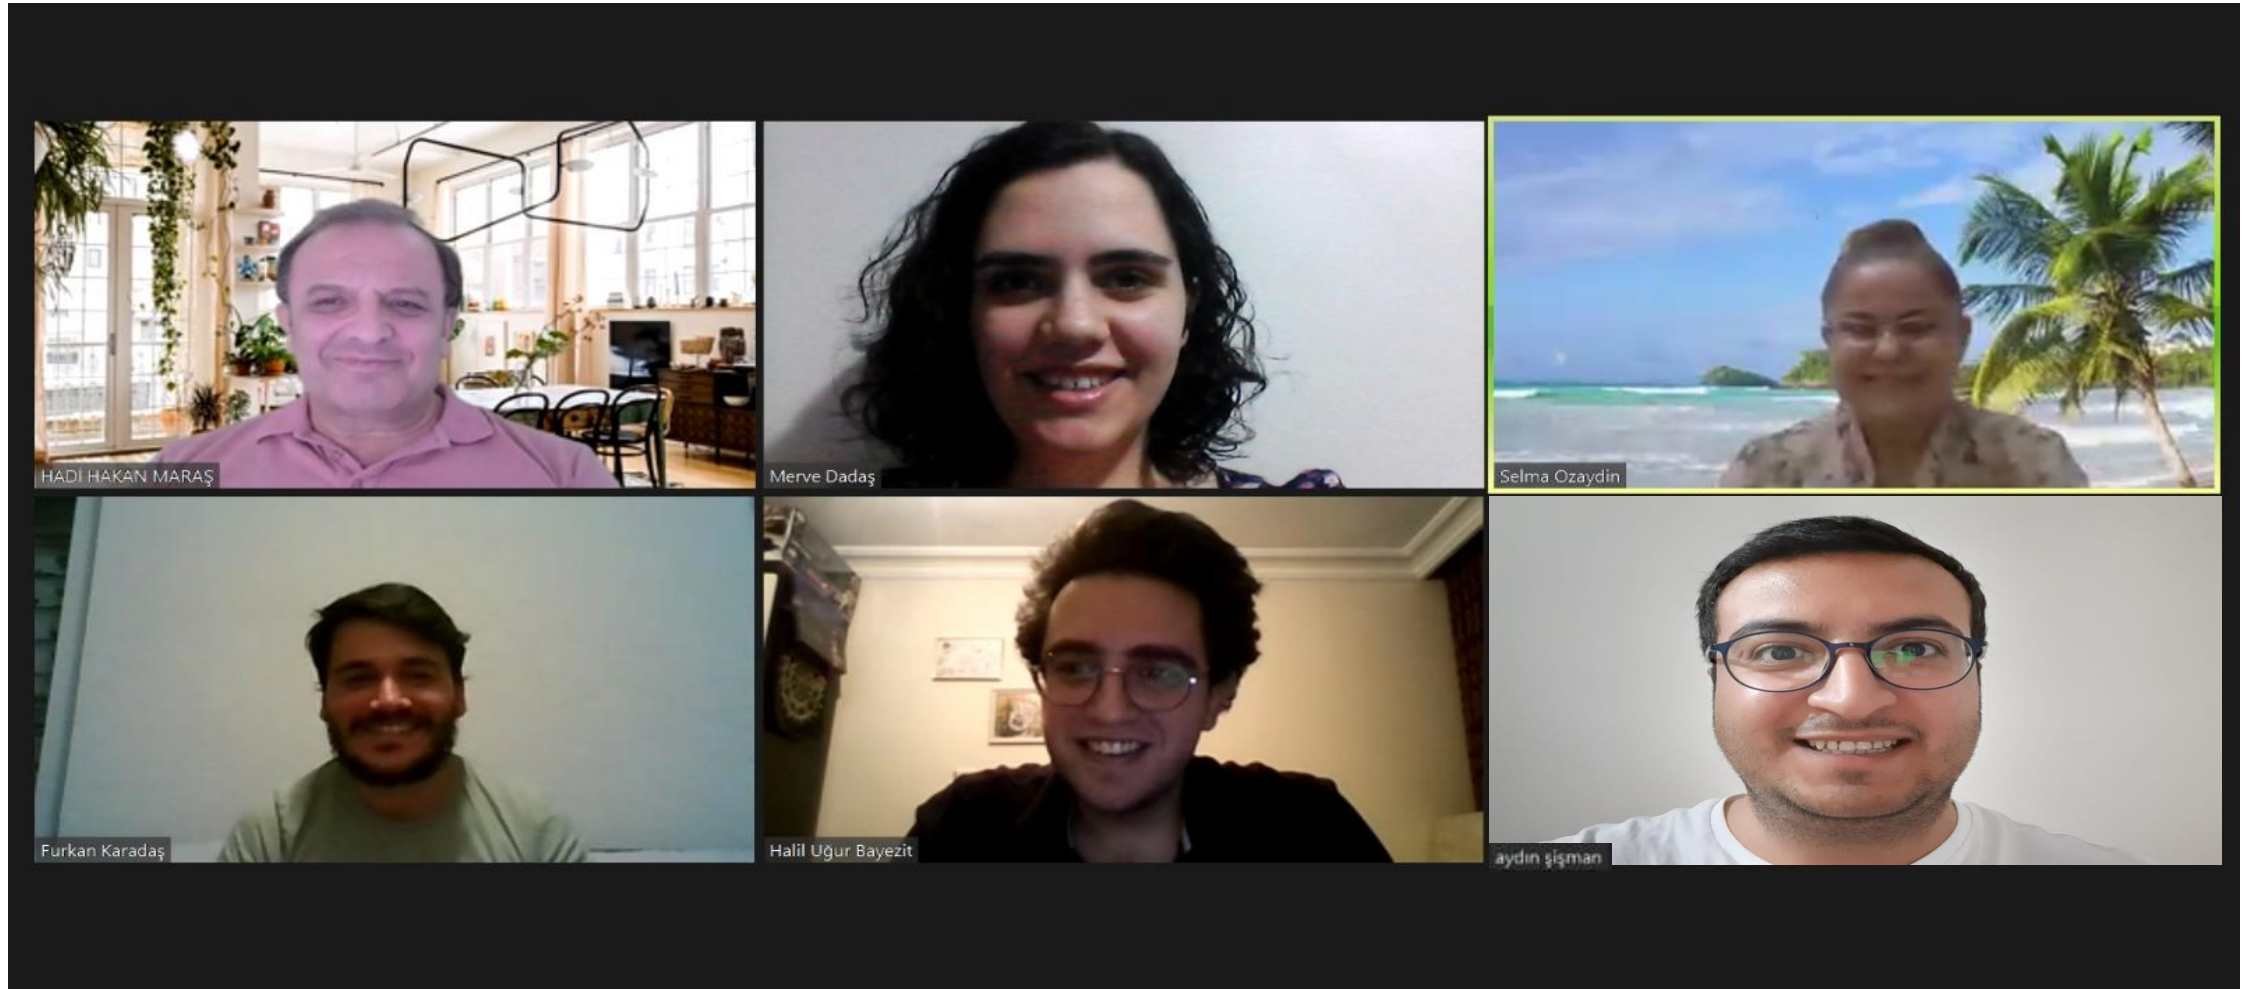 HADİ HAKAN MARAŞ
Merve Dadaş
Selma Ozaydin
Furkan Karadaş
Halil Uğur Bayezit
aydın şişman